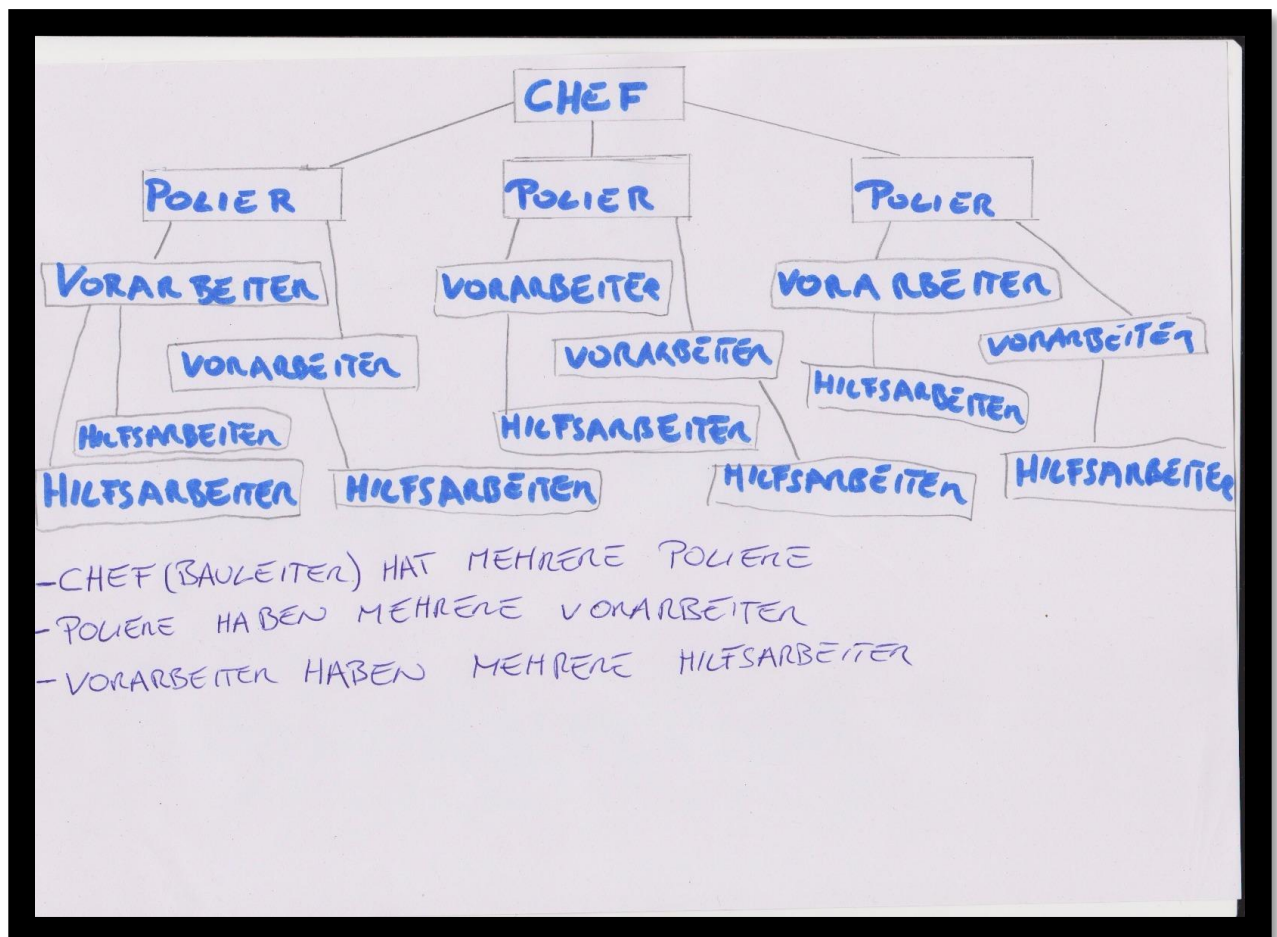 CHEF
POLIER POLIER POLIER
VORARBEITER VORARBEITER VORARBEITER
VORARBEITER VORARBEITER VORARBEITER
HILFSARBEITER
HILFSARBEITER HILFSARBEITER
HILFSARBEITER HILFSARBEITER HILFSARBEITER HILFSARBEITER
-CHEF (BAULEITER) HAT MEHRERE POLIERE
-POLIERE HABEN MEHRERE VORARBEITER
-VORARBEITER HABEN MEHRERE HILFSARBEITER